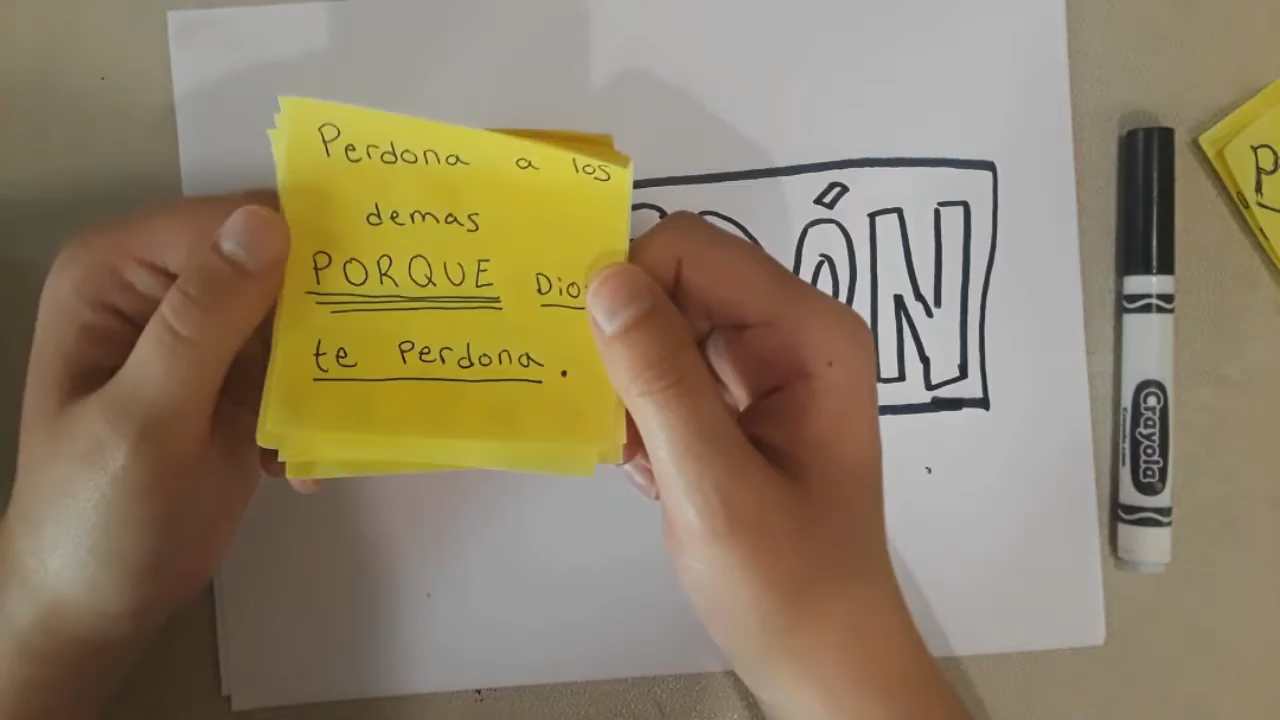 Perdona a los
demas
PORQUE Dio
te Perdona.
ÓN
Crayola
P